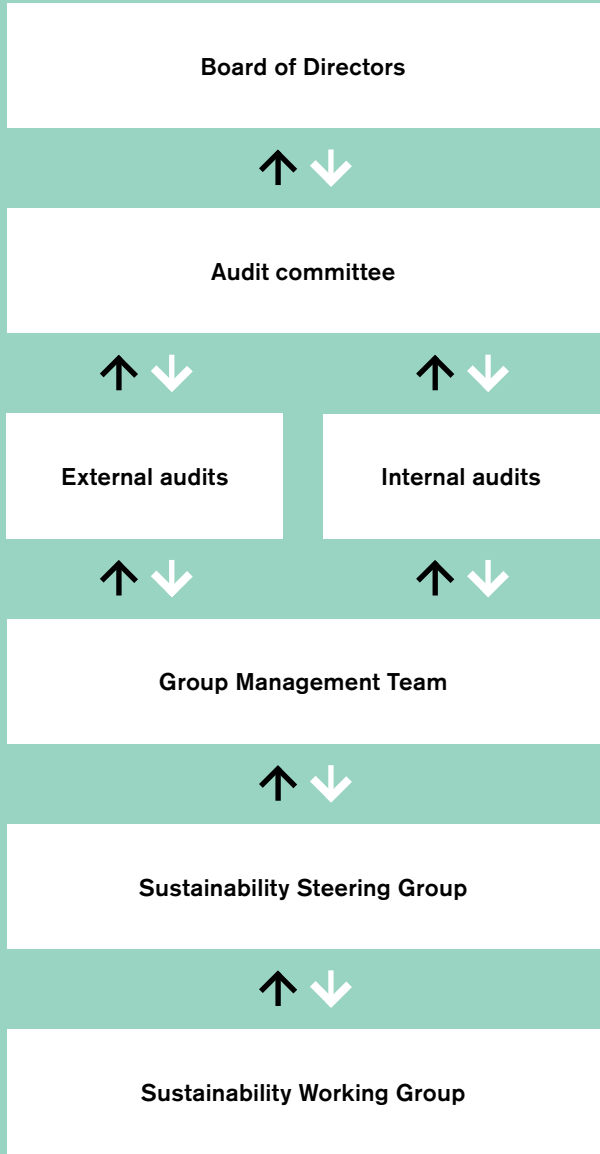 Board of Directors
Audit committee
External audits
Internal audits
Group Management Team
Sustainability Steering Group
Sustainability Working Group